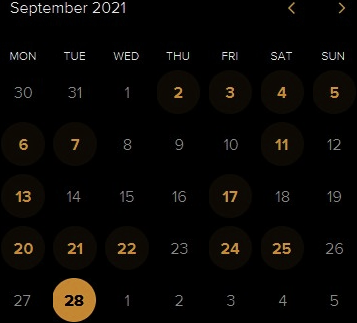 September 2021
MON TUE WED THU FRI SAT SUN
30 31 1 2 3 4 5
6 7 8 9 10 11 12
13 14 15 16 17 18 19
20 21 22 23 24 25 26
27 28 1 2 3 4 5